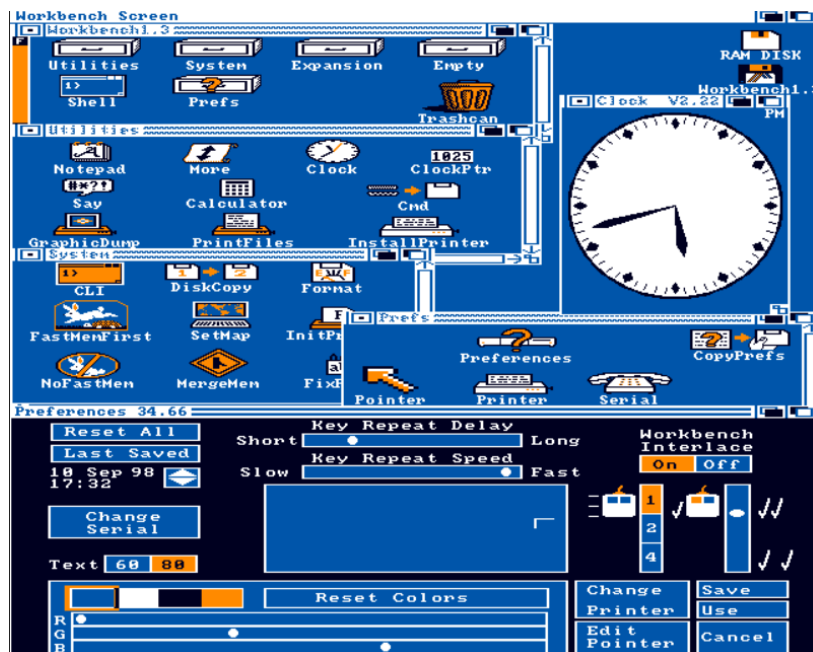 Workbench Screen
Workbench1.3
Utilities System Expansion Empty
Shell Prefs
Trashcan
RAM DISK
Workbench1.3
Clock V2.22
PM
Utilities
Notepad More Clock ClockPtr
1025
Say Calculator Cmd
GraphicDump PrintFiles InstallPrinter
System
CLI DiskCopy Format
1 2
FastMemFirst SetMap InitPr
NoFastMem MergeMem FixF
Prefs
Preferences CopyPrefs
Pointer Printer Serial
Preferences 34.66
Reset All
Last Saved
10 Sep 98
17:32
Change
Serial
Text 60 80
Key Repeat Delay
Short Long
Key Repeat Speed
Slow Fast
Workbench
Interlace
On Off
1
2
4
Reset Colors
R
G
B
Change
Printer
Edit
Pointer
Save
Use
Cancel